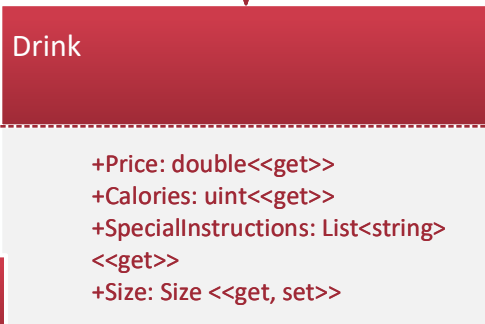 Drink
+Price: double<<get>>
+Calories: uint<<get>>
+SpecialInstructions: List<string>
<<get>>
+Size: Size <<get, set>>